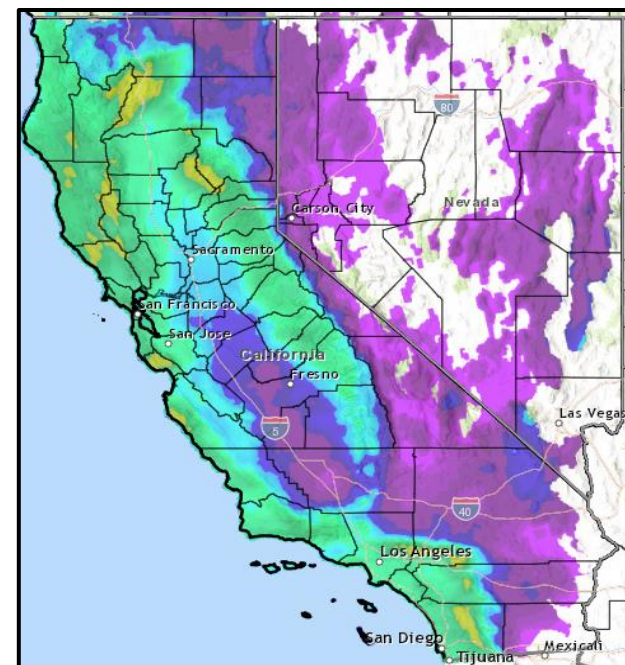 80
Carson City
Nevada
Sacramento
San Francisco
San Jose
California
Fresno
Las Vegas
5
40
Los Angeles
San Diego
Tijuana
Mexicali